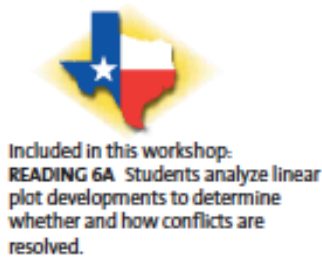 Included in this workshop:
READING 6A Students analyze linear
plot developments to determine
whether and how conflicts are
resolved.